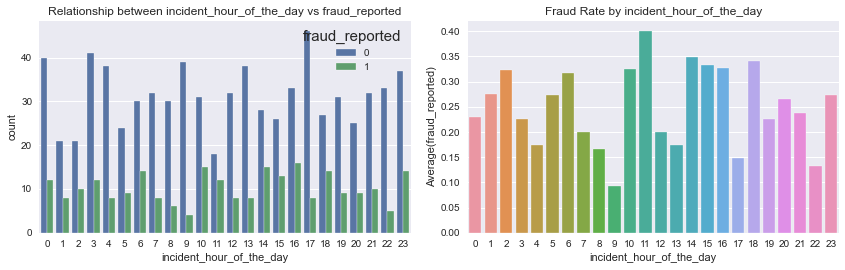 Relationship between incident_hour_of_the_day vs fraud_reported
fraud_reported
0
1
count
40
30
20
10
0
0 1 2 3 4 5 6 7 8 9 10 11 12 13 14 15 16 17 18 19 20 21 22 23
incident_hour_of_the_day
Fraud Rate by incident_hour_of_the_day
Average(fraud_reported)
0.40
0.35
0.30
0.25
0.20
0.15
0.10
0.05
0.00
0 1 2 3 4 5 6 7 8 9 10 11 12 13 14 15 16 17 18 19 20 21 22 23
incident_hour_of_the_day